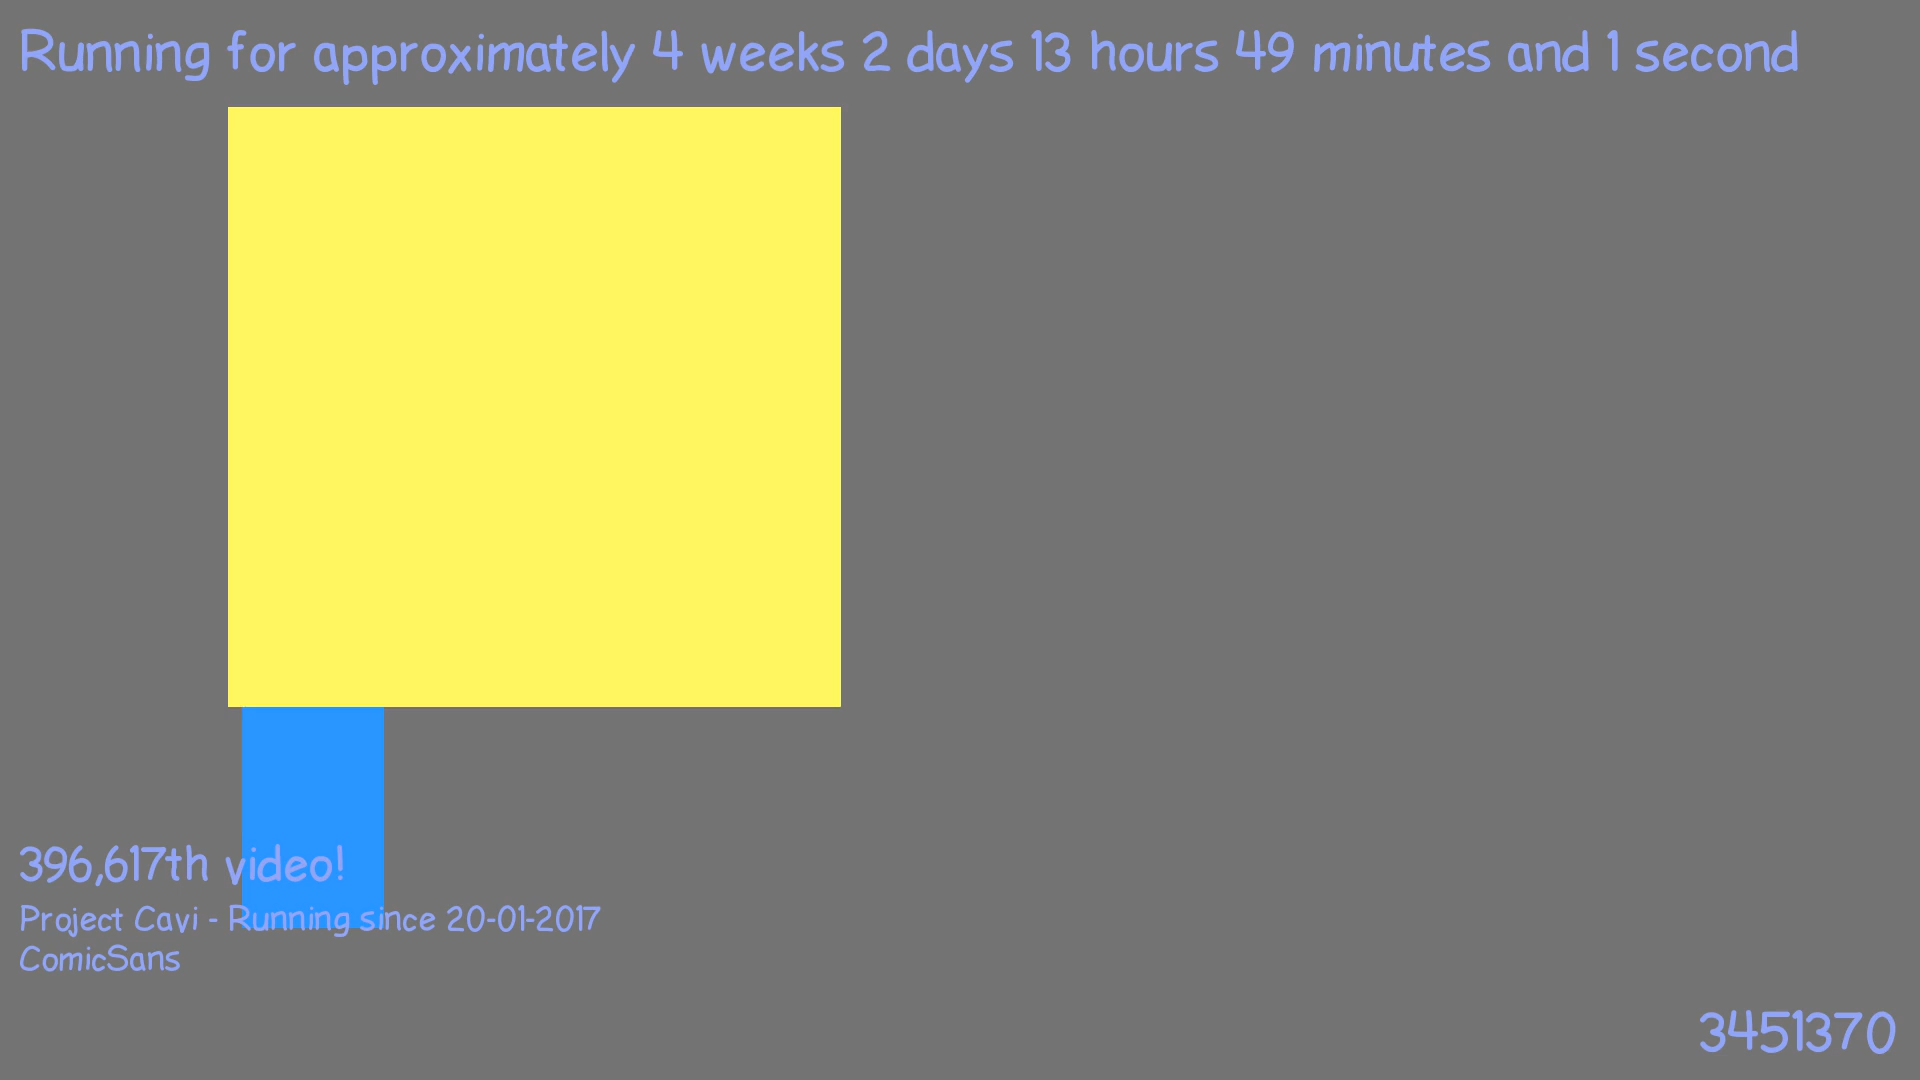 Running for approximately 4 weeks 2 days 13 hours 49 minutes and 1 second
396,617th video!
Project Cavi - Running since 20-01-2017
ComicSans
3451370